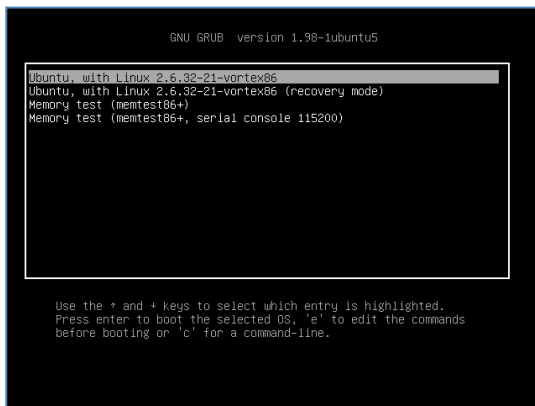 GNU GRUB  version 1.98-1ubuntu5
Ubuntu, with Linux 2.6.32-21-vortex86
Ubuntu, with Linux 2.6.32-21-vortex86 (recovery mode)
Memory test (memtest86+)
Memory test (memtest86+, serial console 115200)
Use the ↑ and ↓ keys to select which entry is highlighted.
Press enter to boot the selected OS, 'e' to edit the commands
before booting or 'c' for a command-line.